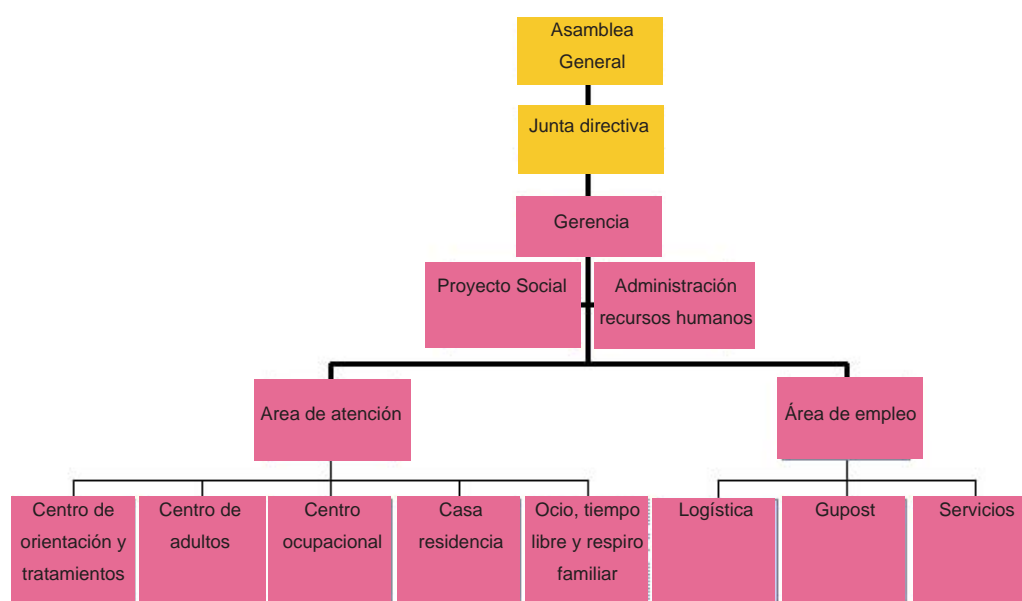 Asamblea
General
Junta directiva
Gerencia
Proyecto Social
Administración
recursos humanos
Area de atención
Área de empleo
Centro de
orientación y
tratamientos
Centro de
adultos
Centro
ocupacional
Casa
residencia
Ocio, tiempo
libre y respiro
familiar
Logística
Gupost
Servicios